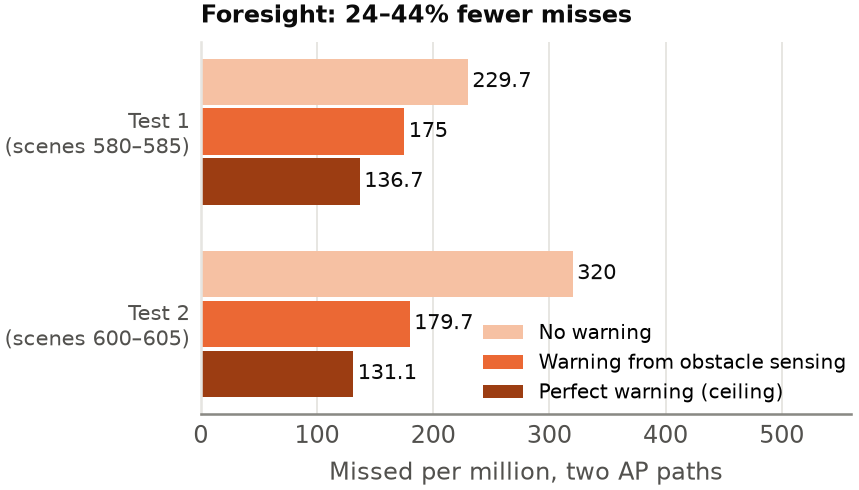 Foresight: 24–44% fewer misses
229.7
Test 1
(scenes 580–585)
175
136.7
320
Test 2
(scenes 600–605)
179.7
131.1
No warning
Warning from obstacle sensing
Perfect warning (ceiling)
0 100 200 300 400 500
Missed per million, two AP paths